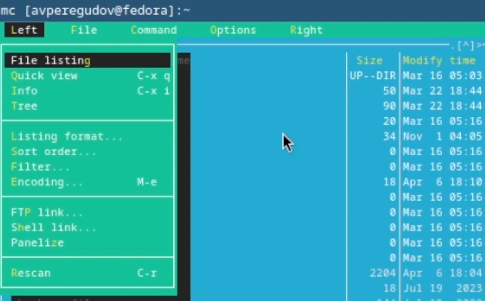 mc [avperegudov@fedora]:~
Left File Command Options Right
.[^]>
File listing me Size Modify time
Quick view C-x q UP--DIR Mar 16 05:03
Info C-x i 50 Mar 22 18:44
Tree 90 Mar 22 18:44
20 Mar 16 05:16
Listing format... 34 Nov 1 04:05
Sort order... 0 Mar 16 05:16
Filter... 0 Mar 16 05:16
Encoding... M-e 18 Apr 6 18:10
0 Mar 16 05:16
FTP link... 0 Mar 16 05:16
Shell link... 0 Mar 16 05:16
Panelize 0 Mar 16 05:16
0 Mar 16 05:16
Rescan C-r 2204 Apr 6 18:04
18 Jul 19 2023